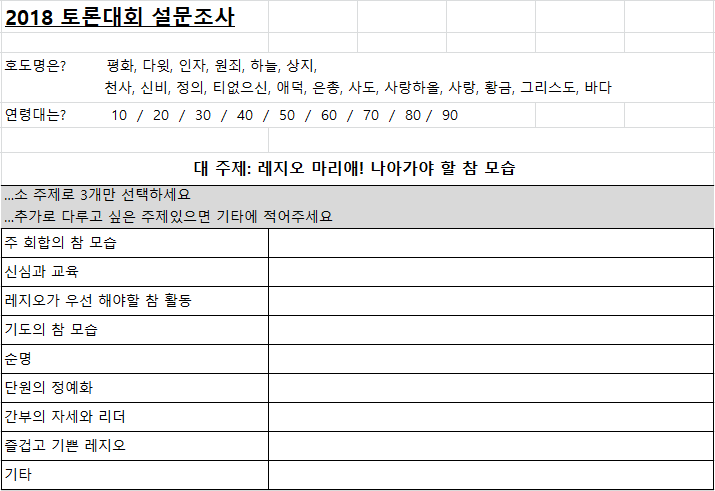 2018 토론대회 설문조사
호도명은? 평화, 다윗, 인자, 원죄, 하늘, 상지,
천사, 신비, 정의, 티없으신, 애덕, 은총, 사도, 사랑하올, 사랑, 황금, 그리스도, 바다
연령대는? 10 / 20 / 30 / 40 / 50 / 60 / 70 / 80 / 90
대 주제: 레지오 마리애! 나아가야 할 참 모습
...소 주제로 3개만 선택하세요
...추가로 다루고 싶은 주제있으면 기타에 적어주세요
주 회합의 참 모습
신심과 교육
레지오가 우선 해야할 참 활동
기도의 참 모습
순명
단원의 정예화
간부의 자세와 리더
즐겁고 기쁜 레지오
기타